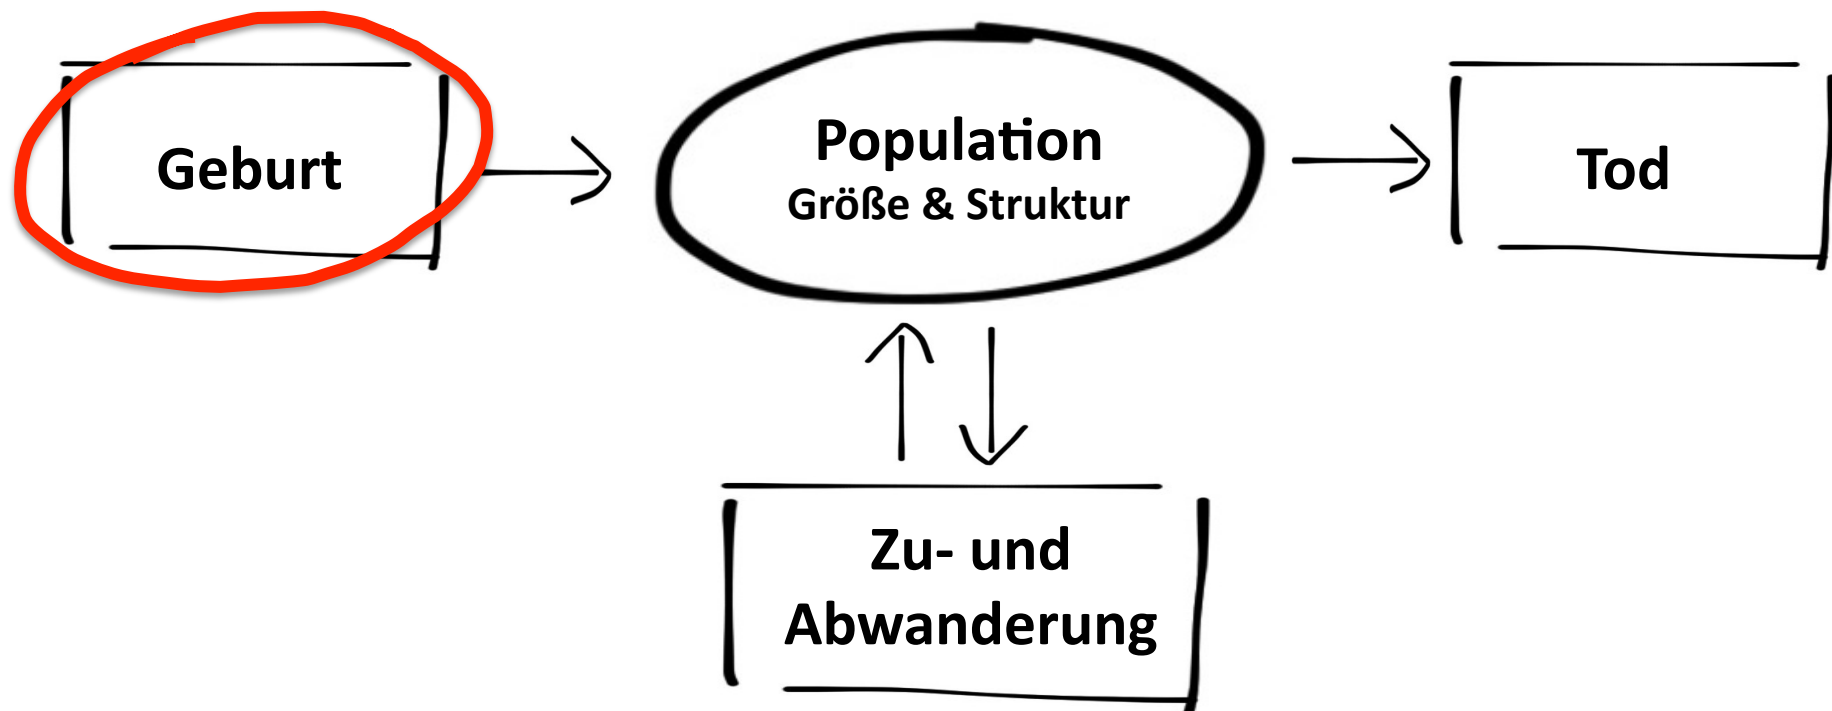 Geburt
Population
Größe & Struktur
Tod
Zu- und
Abwanderung